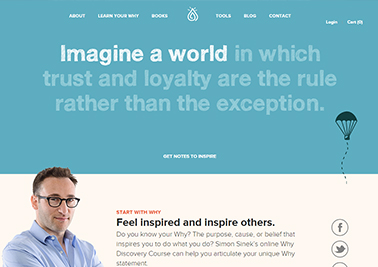 ABOUT LEARN YOUR WHY BOOKS TOOLS BLOG CONTACT
Login Cart (0)
Imagine a world in which
trust and loyalty are the rule
rather than the exception.
GET NOTES TO INSPIRE
START WITH WHY
Feel inspired and inspire others.
Do you know your Why? The purpose, cause, or belief that
inspires you to do what you do? Simon Sinek's online Why
Discovery Course can help you articulate your unique Why
statement.